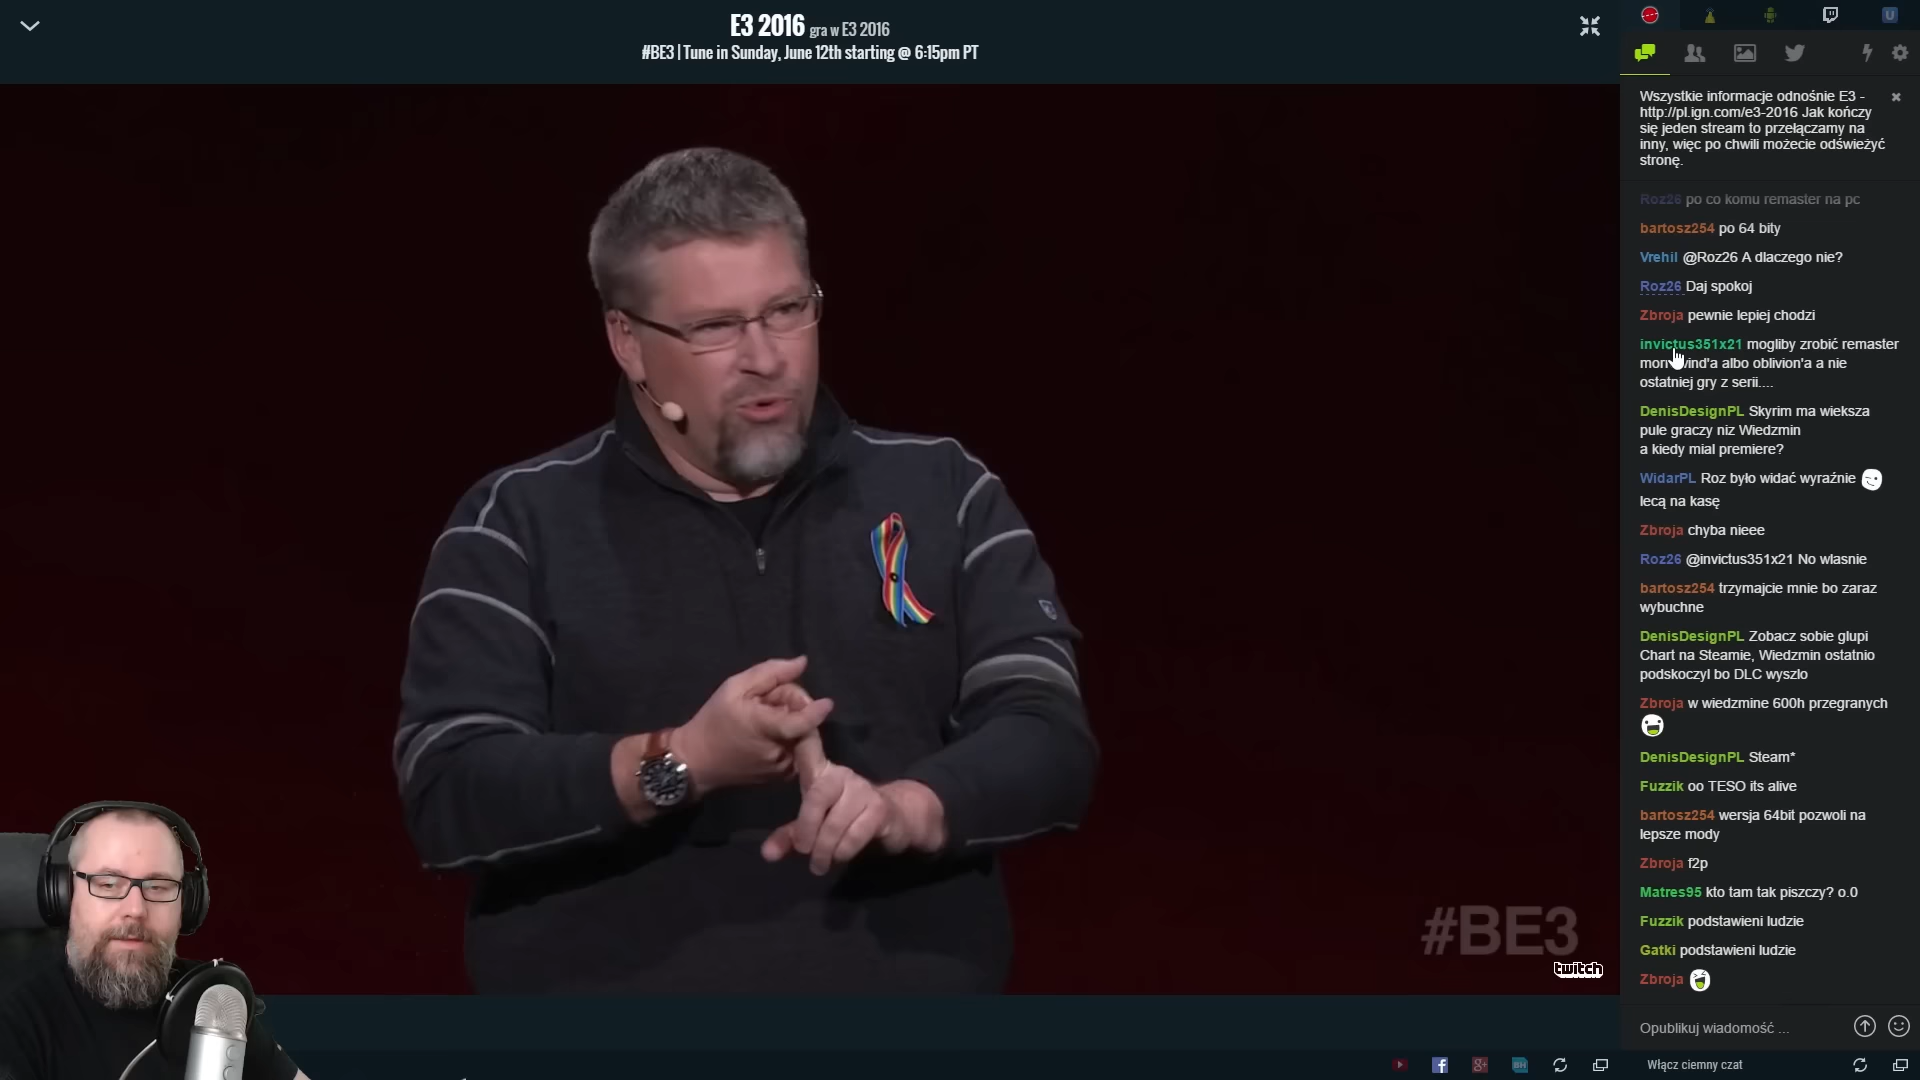 E3 2016 gra w E3 2016
#BE3 | Tune in Sunday, June 12th starting @ 6:15pm PT
#BE3
twitch
Wszystkie informacje odnośnie E3 -
http://pl.ign.com/e3-2016 Jak kończy
się jeden stream to przełączamy na
inny, więc po chwili możecie odświeżyć
stronę.
Roz26 po co komu remaster na pc
bartosz254 po 64 bity
Vrehil @Roz26 A dlaczego nie?
Roz26 Daj spokoj
Zbroja pewnie lepiej chodzi
invictus351x21 mogliby zrobić remaster
albo oblivion'a a nie
ostatniej gry z serii....
DenisDesignPL Skyrim ma wieksza
pule graczy niz Wiedzmin
a kiedy mial premiere?
WidarPL Roz było widać wyraźnie
lecą na kasę
Zbroja chyba nieee
Roz26 @invictus351x21 No wlasnie
bartosz254 trzymajcie mnie bo zaraz
wybuchne
DenisDesignPL Zobacz sobie glupi
Chart na Steamie, Wiedzmin ostatnio
podskoczyl bo DLC wyszlo
Zbroja w wiedzmine 600h przegranych
DenisDesignPL Steam*
Fuzzik oo TESO its alive
bartosz254 wersja 64bit pozwoli na
lepsze mody
Zbroja f2p
Matres95 kto tam tak piszczy? o.0
Fuzzik podstawieni ludzie
Gatki podstawieni ludzie
Zbroja
Opublikuj wiadomość ...
Włącz ciemny czat